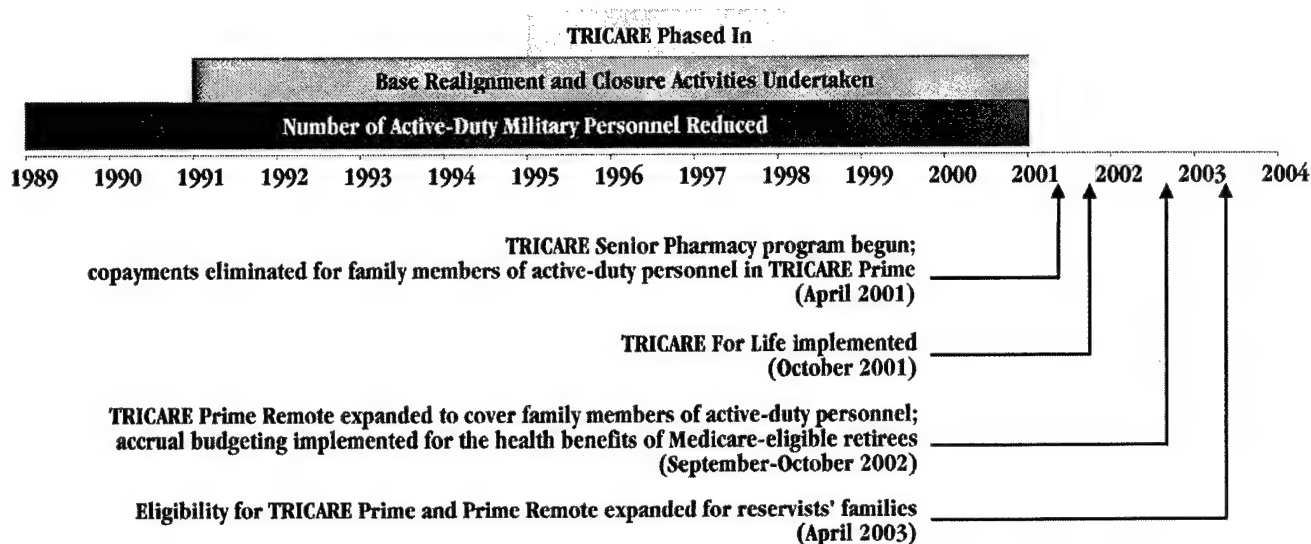 TRICARE Phased In
Base Realignment and Closure Activities Undertaken
Number of Active-Duty Military Personnel Reduced
1989 1990 1991 1992 1993 1994 1995 1996 1997 1998 1999 2000 2001 2002 2003 2004
TRICARE Senior Pharmacy program begun;
copayments eliminated for family members of active-duty personnel in TRICARE Prime
(April 2001)
TRICARE For Life implemented
(October 2001)
TRICARE Prime Remote expanded to cover family members of active-duty personnel;
accrual budgeting implemented for the health benefits of Medicare-eligible retirees
(September-October 2002)
Eligibility for TRICARE Prime and Prime Remote expanded for reservists' families
(April 2003)